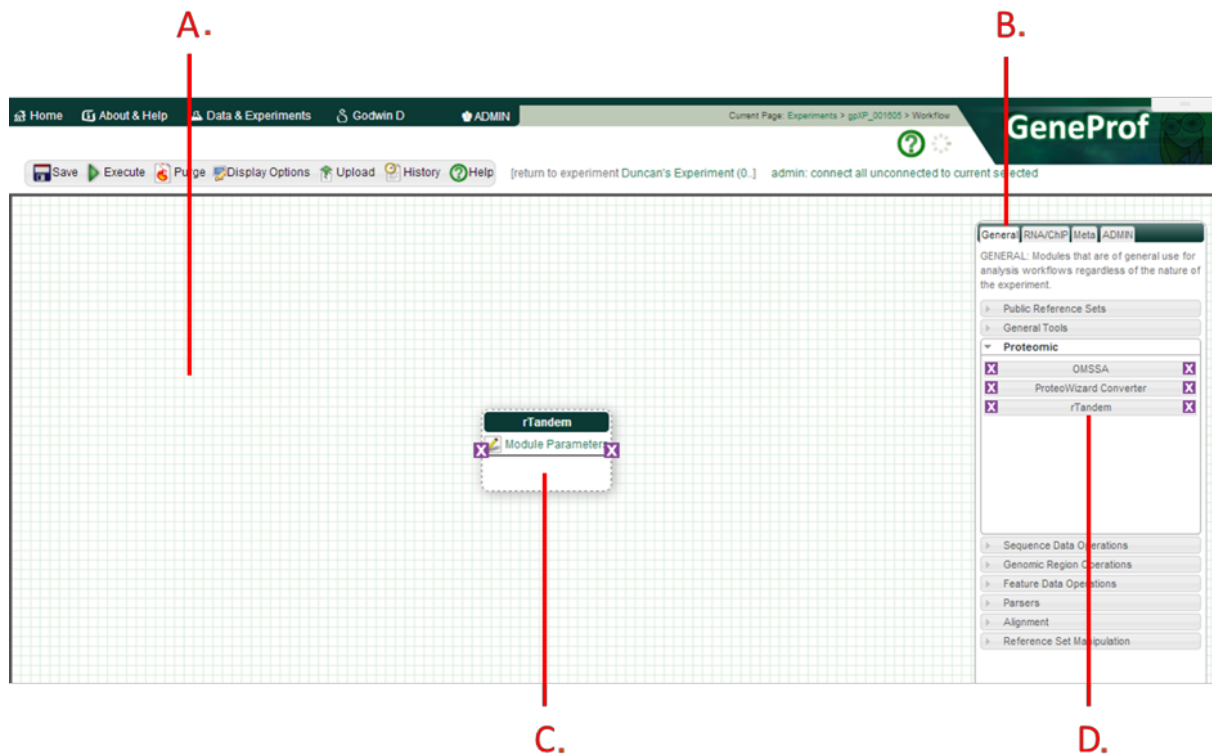 A.
B.
Home About & Help Data & Experiments Godwin D ADMIN
Current Page: Experiments > gpXP_001605 > Workflow
GeneProf
Save Execute Purge Display Options Upload History Help
[return to experiment Duncan's Experiment (0..]
admin: connect all unconnected to current selected
General RNA/ChIP Meta ADMIN
GENERAL: Modules that are of general use for
analysis workflows regardless of the nature of
the experiment.
Public Reference Sets
General Tools
Proteomic
X OMSSA X
X ProteoWizard Converter X
X rTandem X
rTandem
X Module Parameters X
Sequence Data Operations
Genomic Region Operations
Feature Data Operations
Parsers
Alignment
Reference Set Manipulation
C.
D.